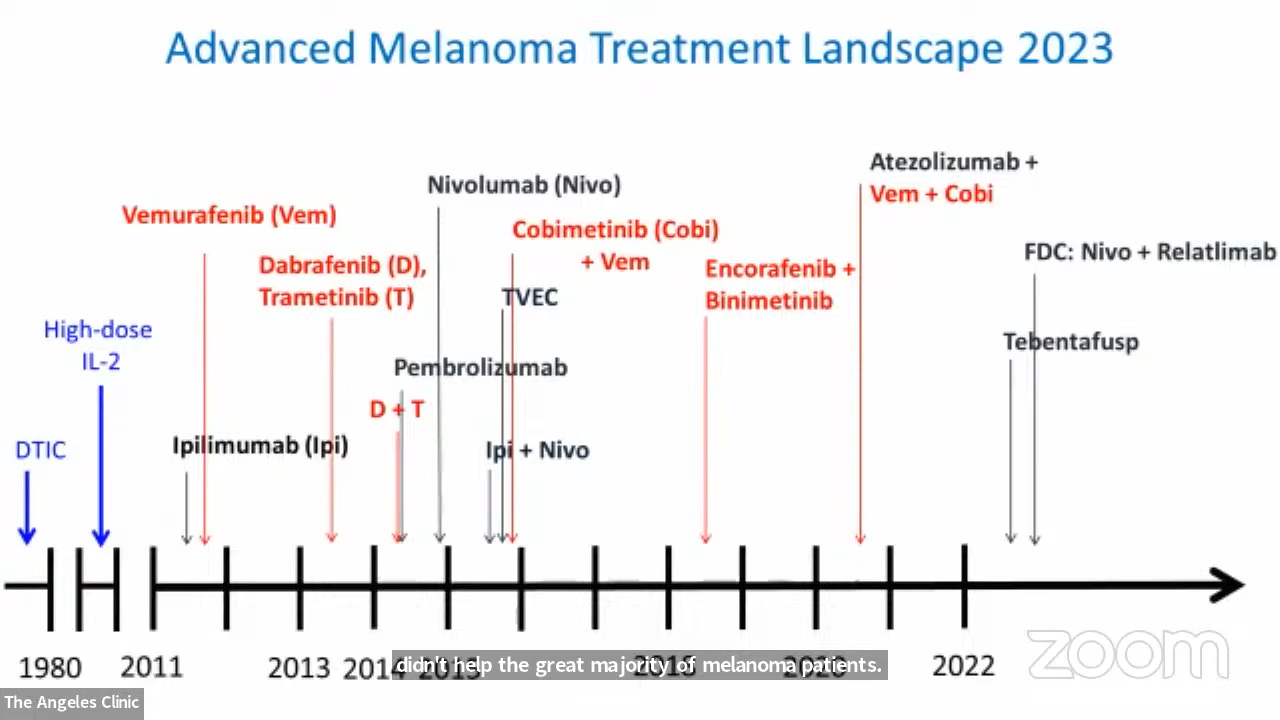 Advanced Melanoma Treatment Landscape 2023
Atezolizumab +
Vem + Cobi
Nivolumab (Nivo)
Vemurafenib (Vem)
Cobimetinib (Cobi)
+ Vem
Dabrafenib (D),
Trametinib (T)
Encorafenib +
Binimetinib
FDC: Nivo + Relatlimab
TVEC
High-dose
IL-2
Tebentafusp
Pembrolizumab
D + T
DTIC
Ipilimumab (Ipi)
Ipi + Nivo
1980 2011 2013 2014 2015 2018 2020 2022
didn't help the great majority of melanoma patients.
zoom
The Angeles Clinic